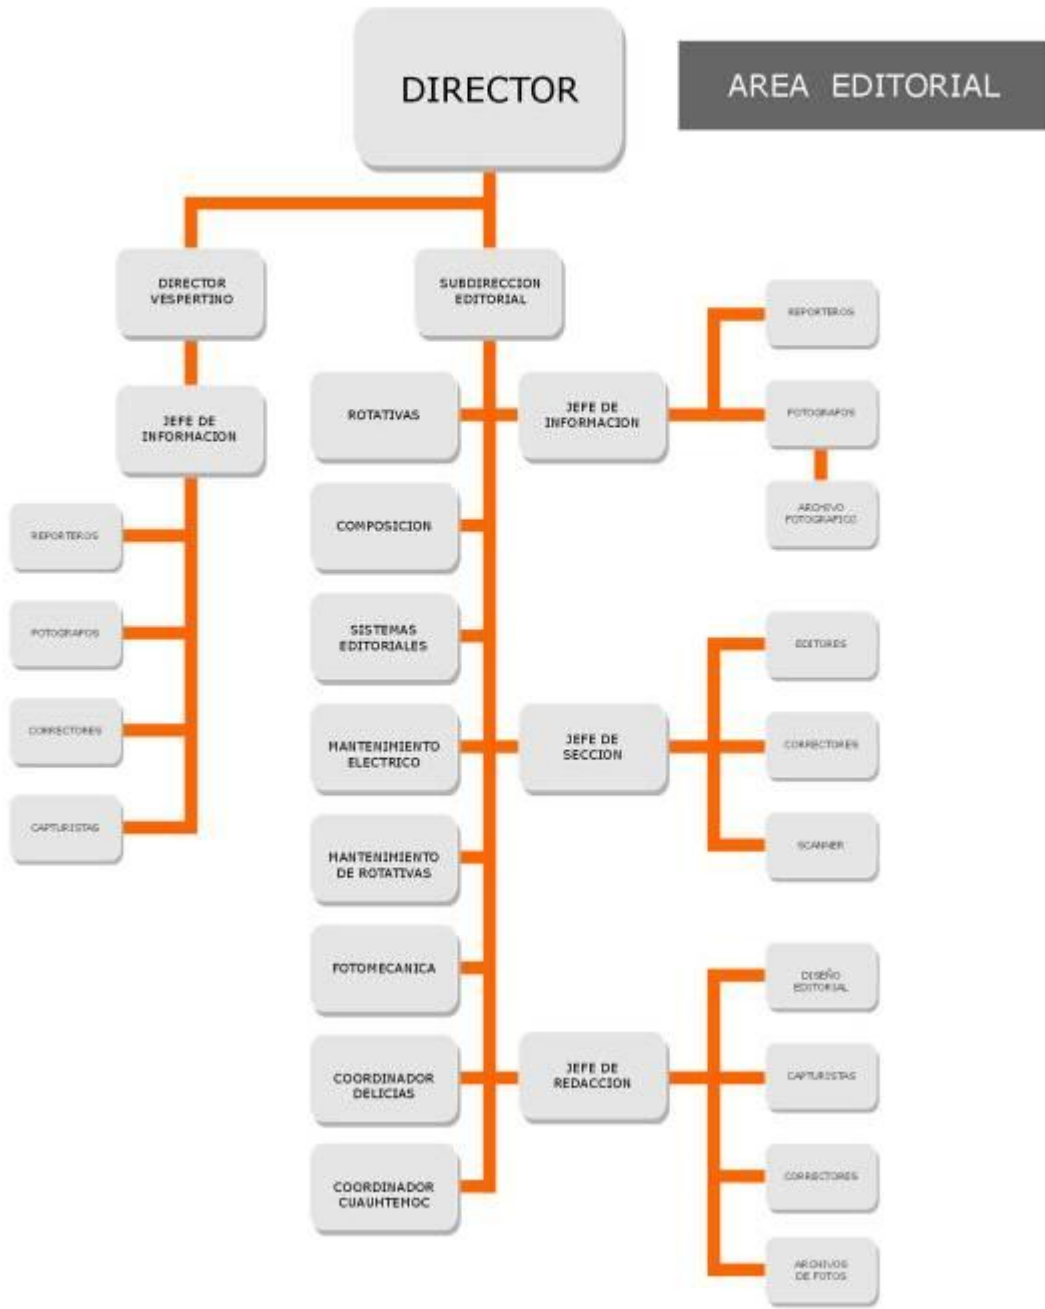 DIRECTOR
AREA EDITORIAL
DIRECTOR
VESPERTINO
SUBDIRECCION
EDITORIAL
JEFE DE
INFORMACION
REPORTEROS
FOTOGRAFOS
CORRECTORES
CAPTURISTAS
ROTATIVAS
COMPOSICION
SISTEMAS
EDITORIALES
MANTENIMIENTO
ELECTRICO
MANTENIMIENTO
DE ROTATIVAS
FOTOMECANICA
COORDINADOR
DELICIAS
COORDINADOR
CUAUHTEMOC
JEFE DE
INFORMACION
REPORTEROS
FOTOGRAFOS
ARCHIVO
FOTOGRAFICO
JEFE DE
SECCION
EDITORES
CORRECTORES
SCANNER
JEFE DE
REDACCION
DISEÑO
EDITORIAL
CAPTURISTAS
CORRECTORES
ARCHIVOS
DE FOTOS